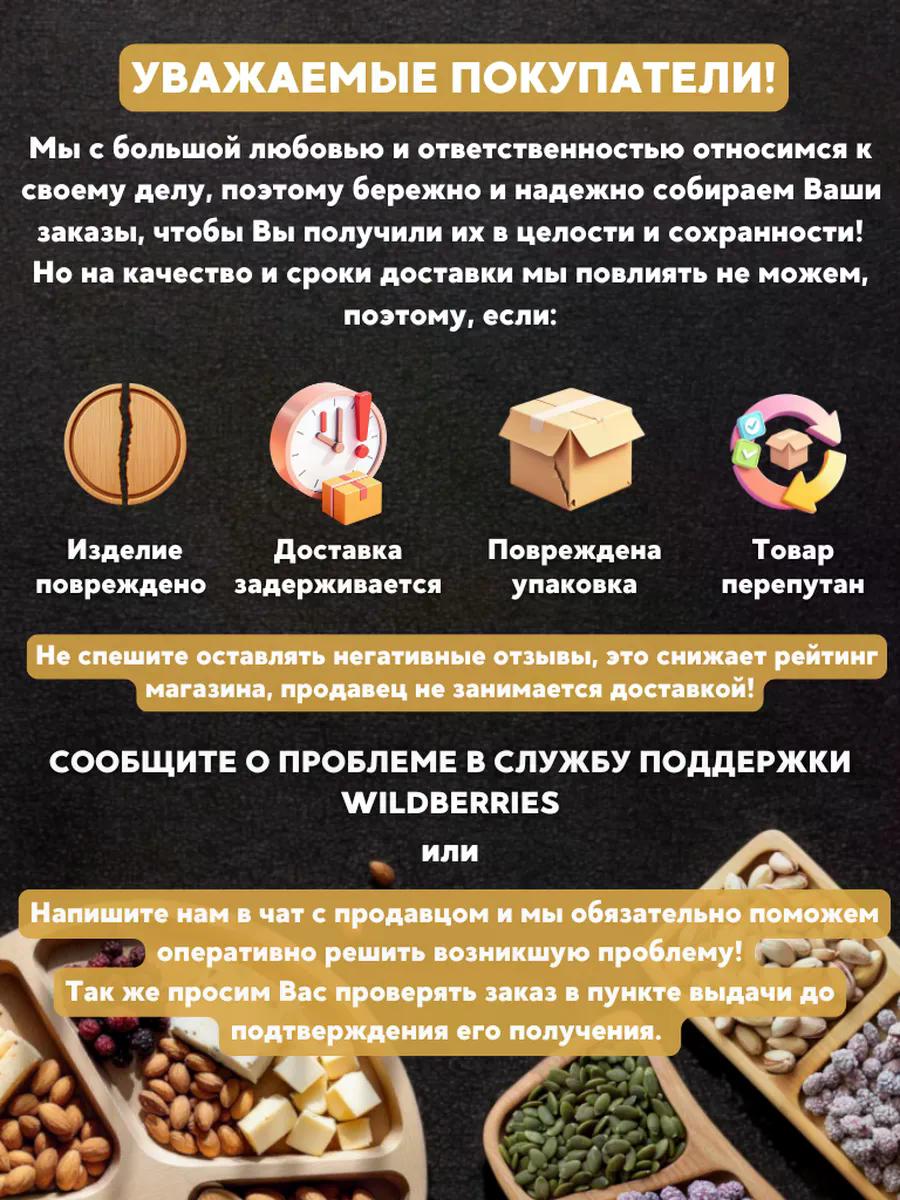 УВАЖАЕМЫЕ ПОКУПАТЕЛИ!
Мы с большой любовью и ответственностью относимся к
своему делу, поэтому бережно и надежно собираем Ваши
заказы, чтобы Вы получили их в целости и сохранности!
Но на качество и сроки доставки мы повлиять не можем,
поэтому, если:
Изделие
повреждено
Доставка
задерживается
Повреждена
упаковка
Товар
перепутан
Не спешите оставлять негативные отзывы, это снижает рейтинг
магазина, продавец не занимается доставкой!
СООБЩИТЕ О ПРОБЛЕМЕ В СЛУЖБУ ПОДДЕРЖКИ
WILDBERRIES
или
Напишите нам в чат с продавцом и мы обязательно поможем
оперативно решить возникшую проблему!
Так же просим Вас проверять заказ в пункте выдачи до
подтверждения его получения.